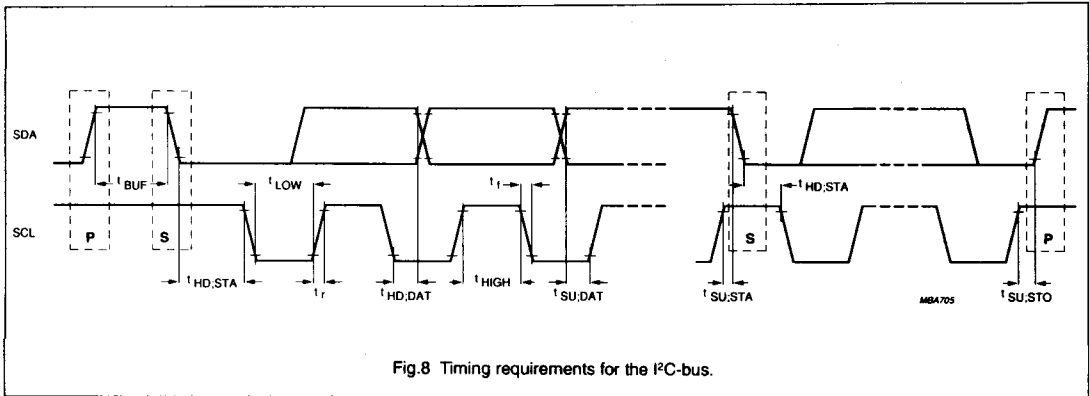 SDA
t BUF
t LOW
t f
t HD;STA
SCL
P
S
S
P
t HD;STA
t r
t HD;DAT
t HIGH
t SU;DAT
t SU;STA
MBA705
t SU;STO
Fig.8 Timing requirements for the I²C-bus.